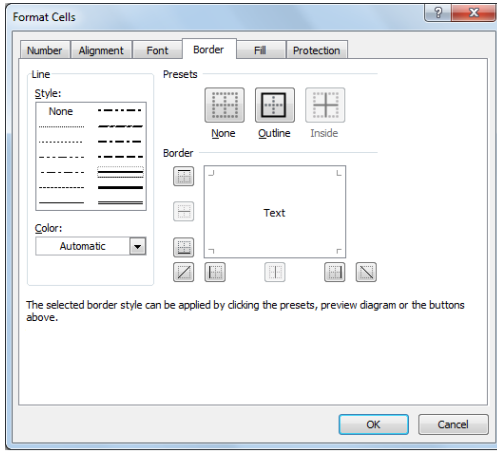 Format Cells
?
Number Alignment Font Border Fill Protection
Line
Presets
Style:
None
None Outline Inside
Border
Text
Color:
Automatic
The selected border style can be applied by clicking the presets, preview diagram or the buttons
above.
OK Cancel